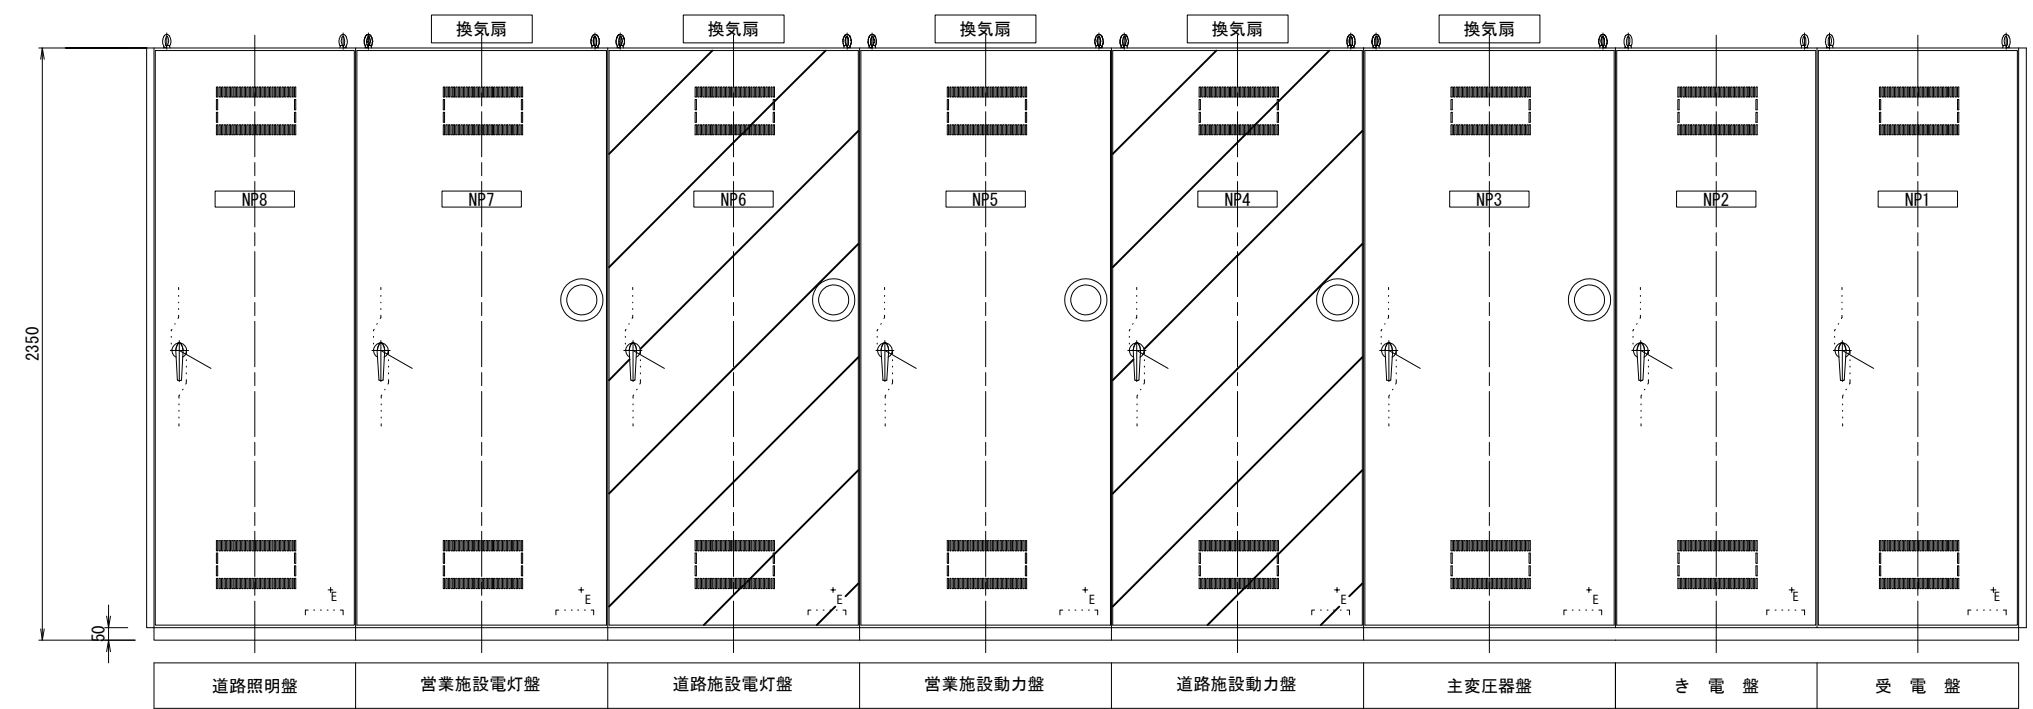 換気扇
換気扇
換気扇
換気扇
換気扇
NP8
NP7
NP6
NP5
NP4
NP3
NP2
NP1
2350
E
E
E
E
E
E
E
E
50
道路照明盤
営業施設電灯盤
道路施設電灯盤
営業施設動力盤
道路施設動力盤
主変圧器盤
き 電 盤
受 電 盤